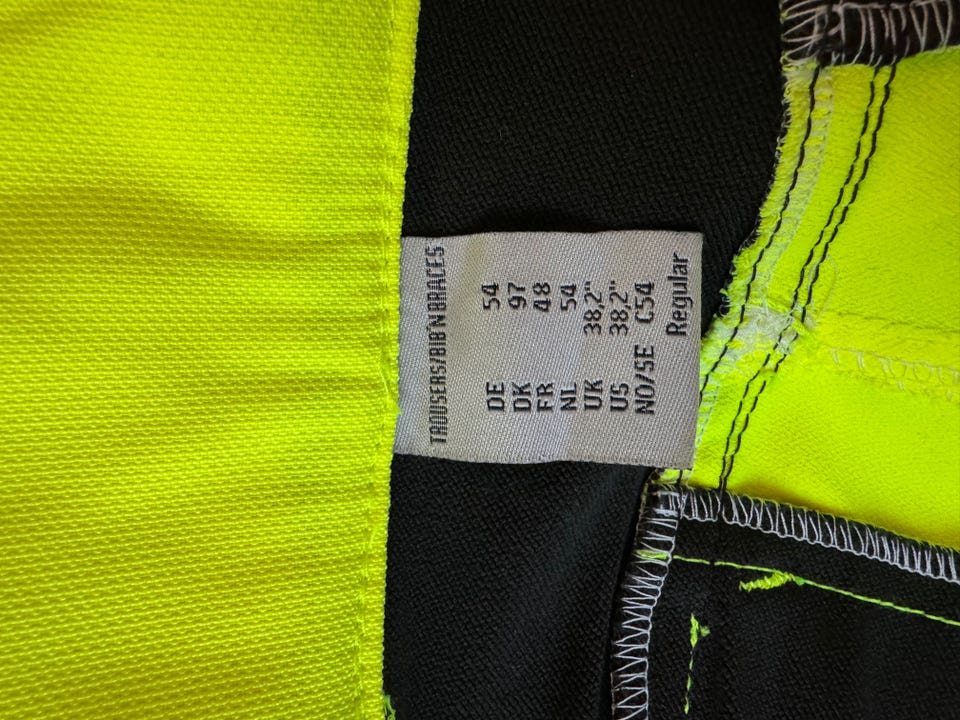 TROUSERS/BIB'N BRACES
DE 54
DK 97
FR 48
NL 54
UK 38,2"
US 38,2"
NO/SE C54
Regular